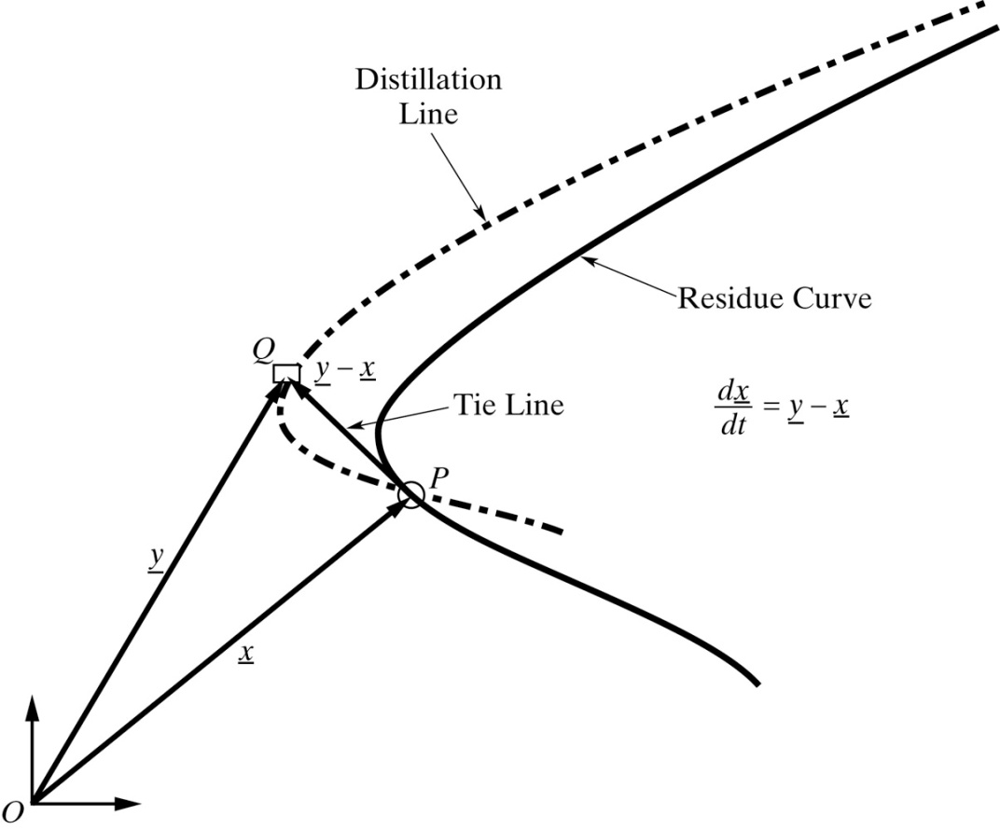 Distillation
Line
Residue Curve
Q
y – x
Tie Line
dx/dt = y – x
P
y
x
O